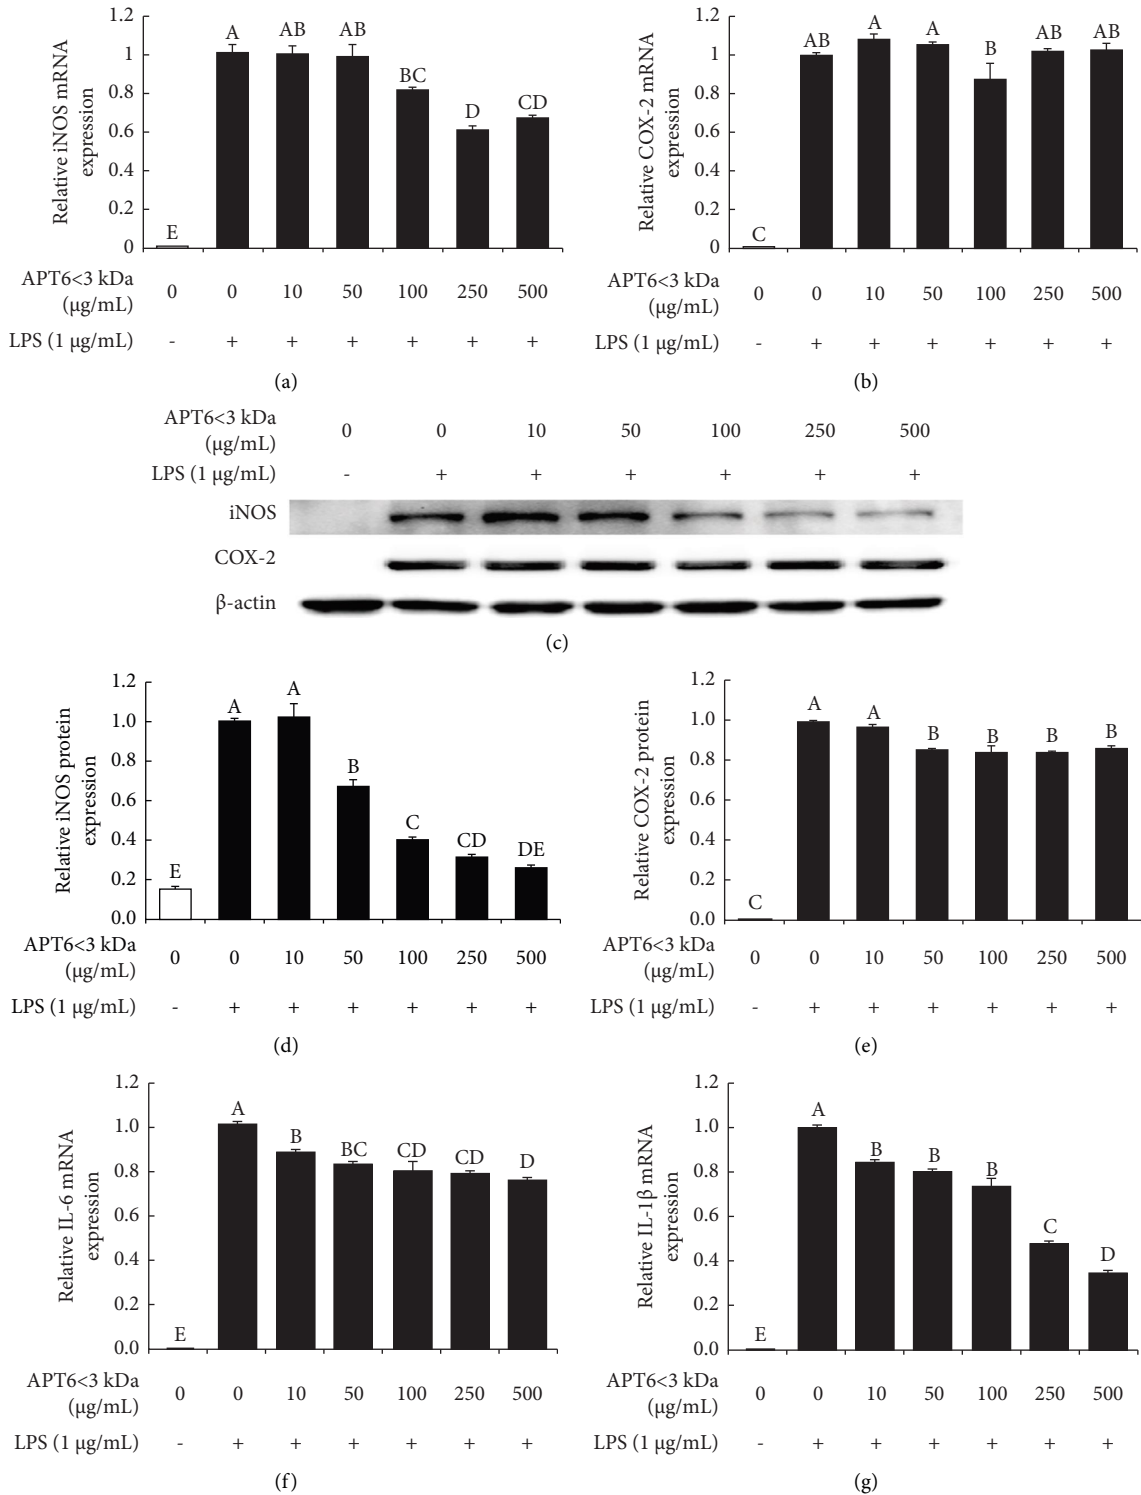 1.2
1
0.8
0.6
0.4
0.2
0
Relative iNOS mRNA
expression
E A AB AB BC D CD
APT6<3 kDa
(µg/mL)
0 0 10 50 100 250 500
LPS (1 µg/mL) - + + + + + +
(a)
1.2
1
0.8
0.6
0.4
0.2
0
Relative COX-2 mRNA
expression
C AB A A B AB AB
APT6<3 kDa
(µg/mL)
0 0 10 50 100 250 500
LPS (1 µg/mL) - + + + + + +
(b)
APT6<3 kDa
(µg/mL)
0 0 10 50 100 250 500
LPS (1 µg/mL) - + + + + + +
iNOS
COX-2
β-actin
(c)
1.2
1.0
0.8
0.6
0.4
0.2
0.0
Relative iNOS protein
expression
E A A B C CD DE
APT6<3 kDa
(µg/mL)
0 0 10 50 100 250 500
LPS (1 µg/mL) - + + + + + +
(d)
1.2
1.0
0.8
0.6
0.4
0.2
0.0
Relative COX-2 protein
expression
C A A B B B B
APT6<3 kDa
(µg/mL)
0 0 10 50 100 250 500
LPS (1 µg/mL) - + + + + + +
(e)
1.2
1.0
0.8
0.6
0.4
0.2
0.0
Relative IL-6 mRNA
expression
E A B BC CD CD D
APT6<3 kDa
(µg/mL)
0 0 10 50 100 250 500
LPS (1 µg/mL) - + + + + + +
(f)
1.2
1.0
0.8
0.6
0.4
0.2
0.0
Relative IL-1β mRNA
expression
E A B B B C D
APT6<3 kDa
(µg/mL)
0 0 10 50 100 250 500
LPS (1 µg/mL) - + + + + + +
(g)